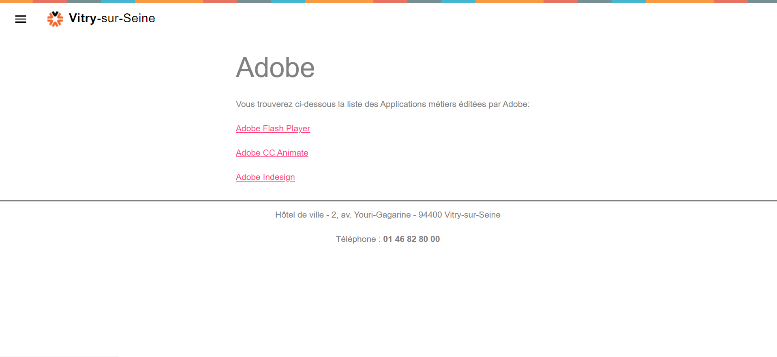 Vitry-sur-Seine
Adobe
Vous trouverez ci-dessous la liste des Applications métiers éditées par Adobe:
Adobe Flash Player
Adobe CC Animate
Adobe Indesign
Hôtel de ville - 2, av. Youri-Gagarine - 94400 Vitry-sur-Seine
Téléphone : 01 46 82 80 00